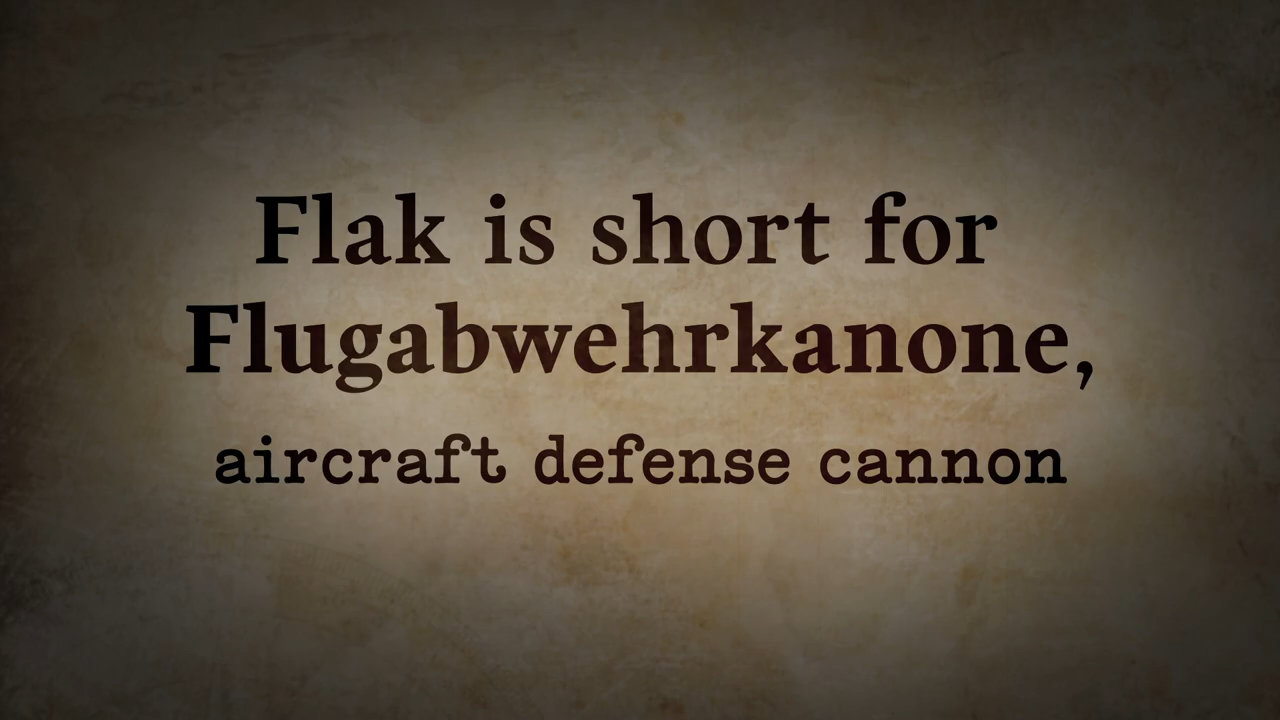 Flak is short for
Flugabwehrkanone,
aircraft defense cannon